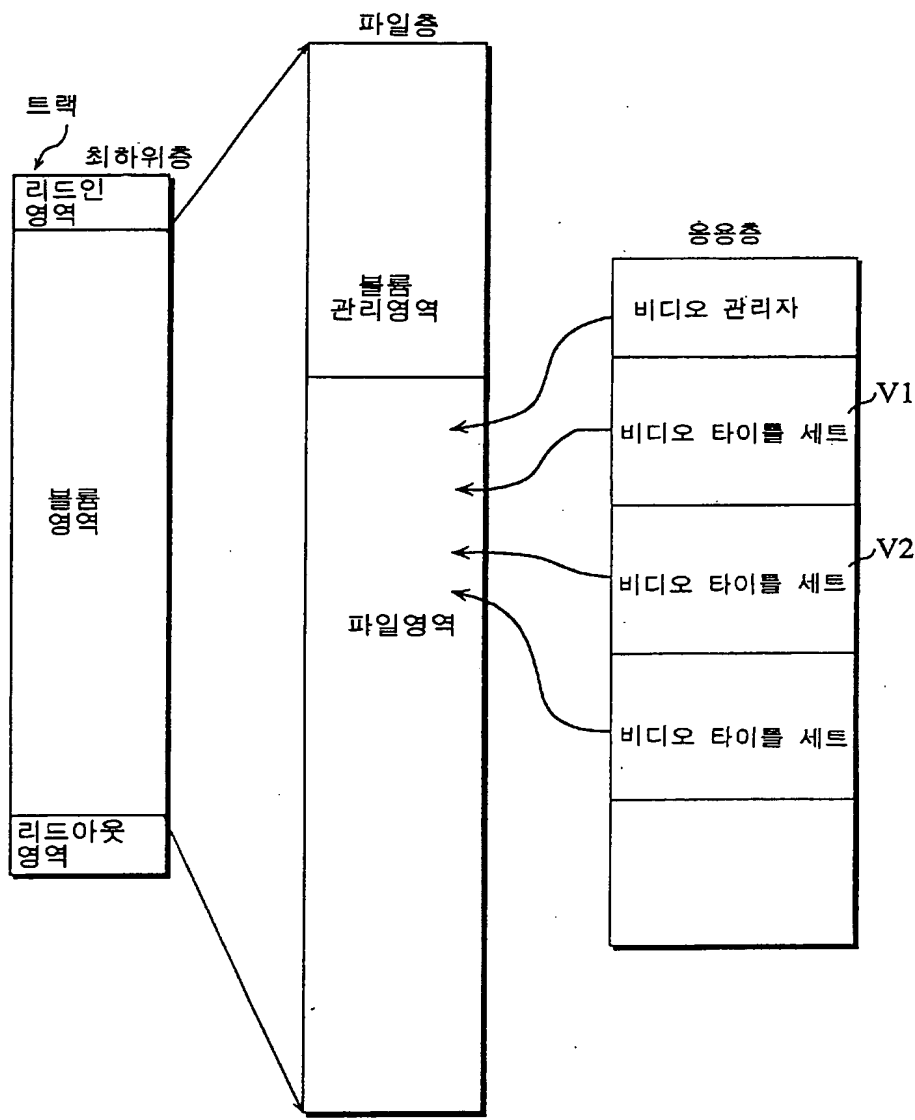 파일층
트랙
최하위층
리드인
영역
볼륨
영역
리드아웃
영역
볼륨
관리영역
파일영역
응용층
비디오 관리자
비디오 타이틀 세트
V1
비디오 타이틀 세트
V2
비디오 타이틀 세트